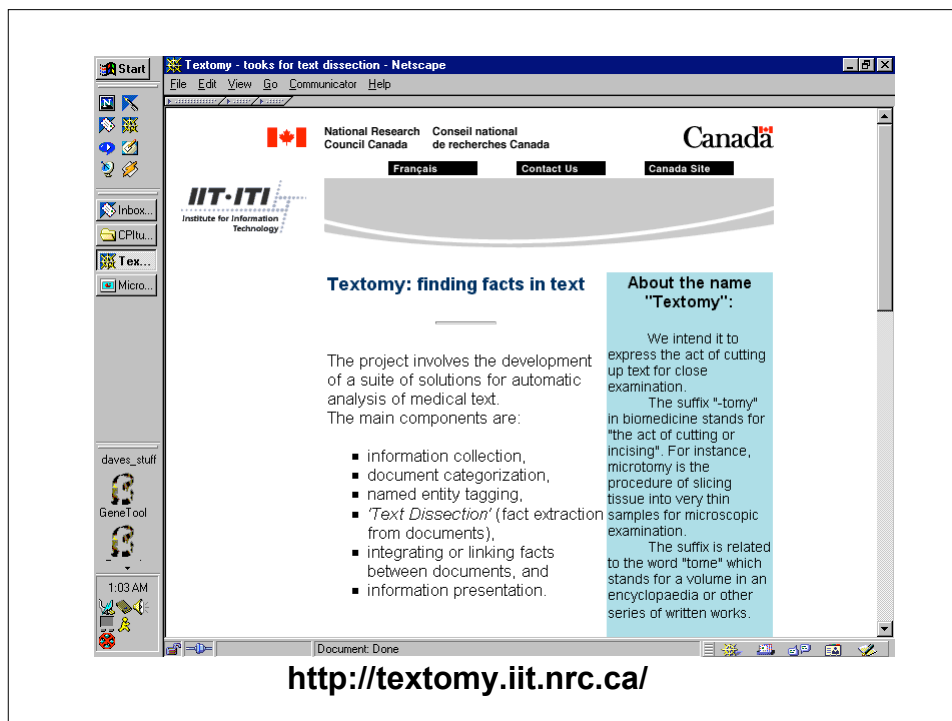 Start
Textomy - tooks for text dissection - Netscape
File Edit View Go Communicator Help
National Research Council Canada
Conseil national de recherches Canada
Canada
Français
Contact Us
Canada Site
IIT·ITI
Institute for Information
Technology
Inbox...
CPItu...
Tex...
Micro...
Textomy: finding facts in text
The project involves the development
of a suite of solutions for automatic
analysis of medical text.
The main components are:
information collection,
document categorization,
named entity tagging,
'Text Dissection' (fact extraction
from documents),
integrating or linking facts
between documents, and
information presentation.
About the name
"Textomy":
We intend it to
express the act of cutting
up text for close
examination.
The suffix "-tomy"
in biomedicine stands for
"the act of cutting or
incising". For instance,
microtomy is the
procedure of slicing
tissue into very thin
samples for microscopic
examination.
The suffix is related
to the word "tome" which
stands for a volume in an
encyclopaedia or other
series of written works.
daves_stuff
GeneTool
1:03 AM
Document: Done
http://textomy.iit.nrc.ca/